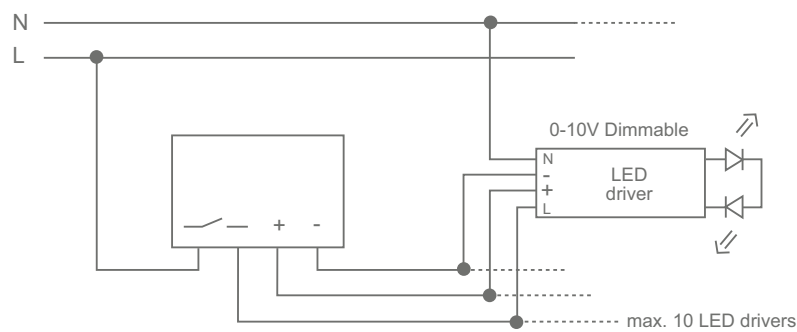 N
L
0-10V Dimmable
N
-
+
L
LED
driver
+ -
max. 10 LED drivers